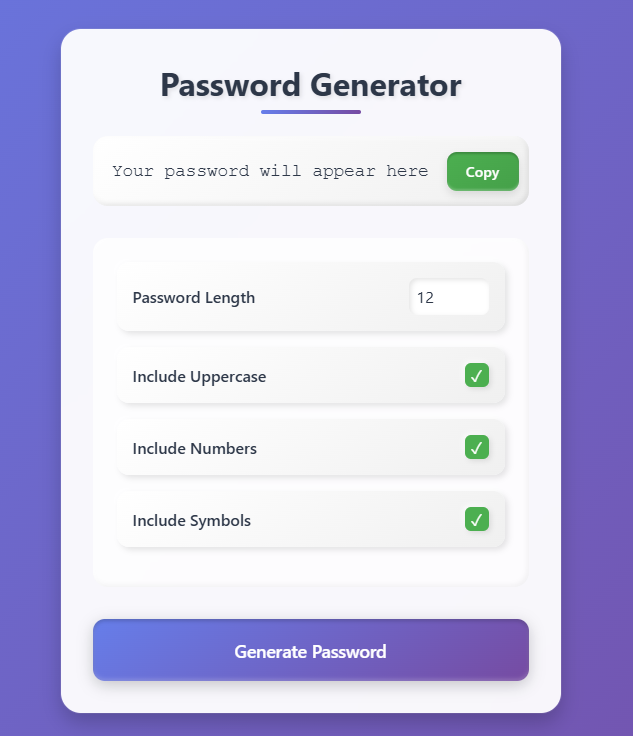 Password Generator
Your password will appear here
Copy
Password Length
12
Include Uppercase
✓
Include Numbers
✓
Include Symbols
✓
Generate Password